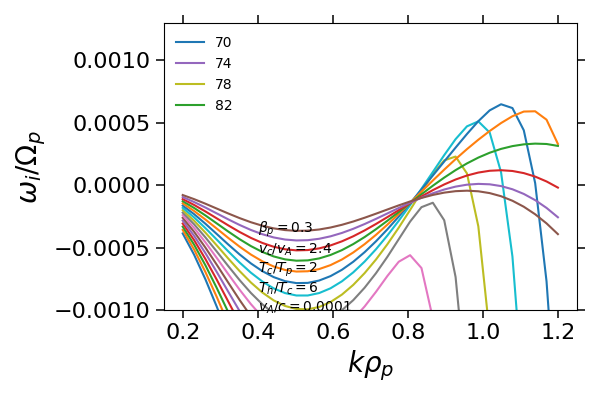 70
74
78
82
β_p = 0.3
v_c/v_A = 2.4
T_c/T_p = 2
T_h/T_c = 6
v_A/c = 0.0001
0.0010
0.0005
0.0000
−0.0005
−0.0010
ω_i/Ω_p
0.2 0.4 0.6 0.8 1.0 1.2
kρ_p